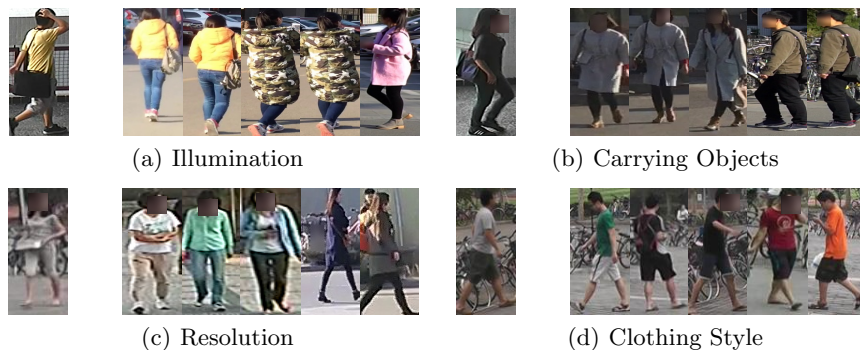 (a) Illumination
(b) Carrying Objects
(c) Resolution
(d) Clothing Style